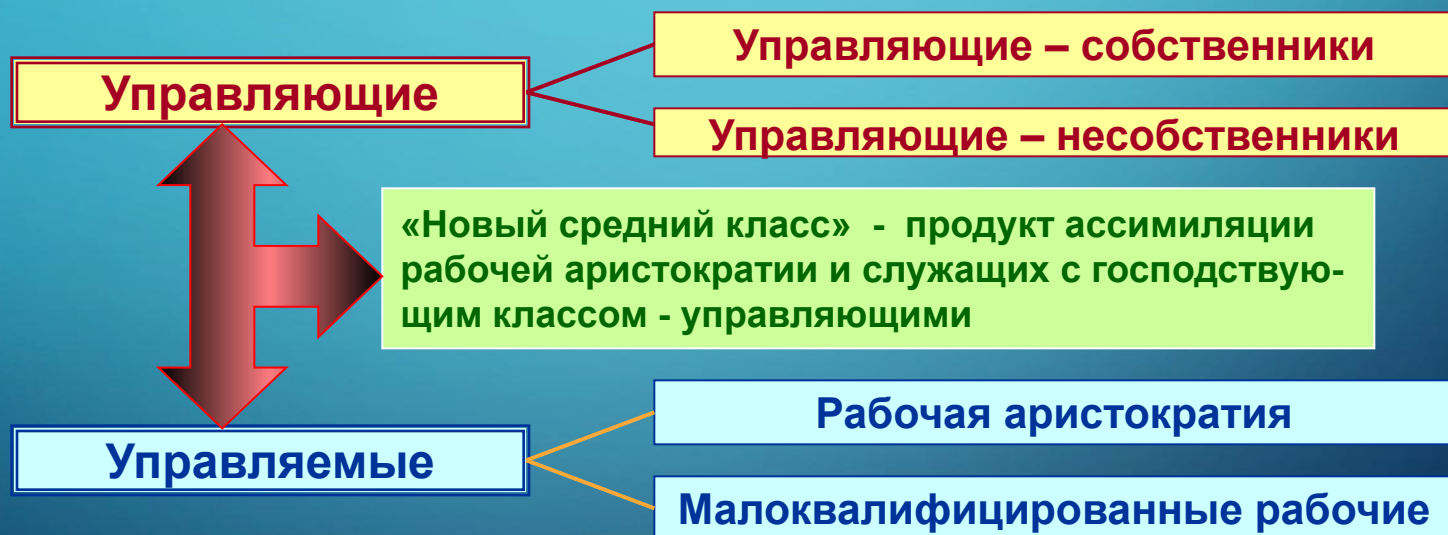 Управляющие – собственники
Управляющие
Управляющие – несобственники
«Новый средний класс» - продукт ассимиляции
рабочей аристократии и служащих с господствую-
щим классом - управляющими
Рабочая аристократия
Управляемые
Малоквалифицированные рабочие